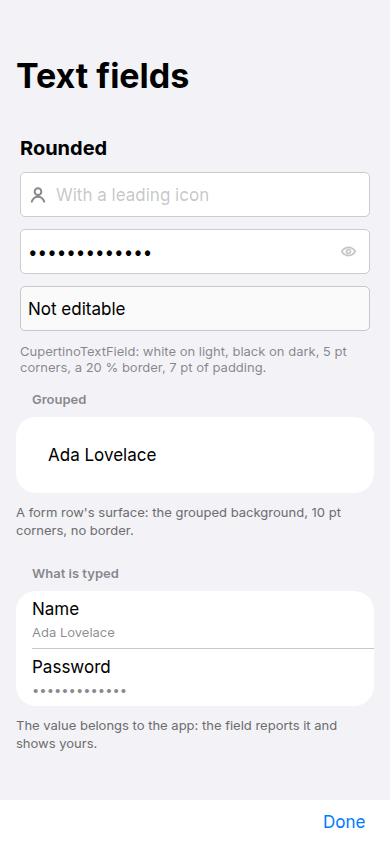 Text fields
Rounded
With a leading icon
•••••••••••••
Not editable
CupertinoTextField: white on light, black on dark, 5 pt
corners, a 20 % border, 7 pt of padding.
Grouped
Ada Lovelace
A form row's surface: the grouped background, 10 pt
corners, no border.
What is typed
Name
Ada Lovelace
Password
•••••••••••••
The value belongs to the app: the field reports it and
shows yours.
Done